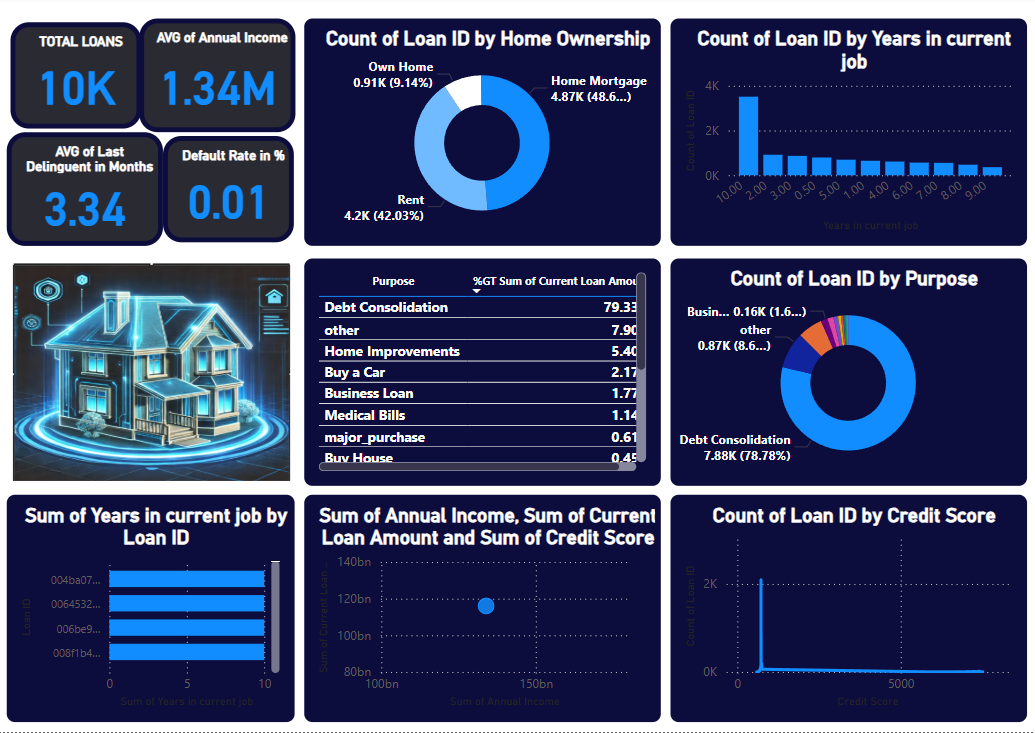 TOTAL LOANS
10K
AVG of Annual Income
1.34M
AVG of Last
Delinguent in Months
3.34
Default Rate in %
0.01
Count of Loan ID by Home Ownership
Own Home
0.91K (9.14%)
Home Mortgage
4.87K (48.6...)
Rent
4.2K (42.03%)
Count of Loan ID by Years in current
job
Count of Loan ID
4K
2K
0K
10.00
2.00
3.00
0.50
5.00
1.00
4.00
6.00
7.00
8.00
9.00
Years in current job
Purpose
%GT Sum of Current Loan Amou
Debt Consolidation 79.33
other 7.90
Home Improvements 5.40
Buy a Car 2.17
Business Loan 1.77
Medical Bills 1.14
major_purchase 0.61
Buy House 0.45
Count of Loan ID by Purpose
Busin... 0.16K (1.6...)
other
0.87K (8.6...)
Debt Consolidation
7.88K (78.78%)
Sum of Years in current job by
Loan ID
Loan ID
004ba07...
0064532...
006be9...
008f1b4...
0
5
10
Sum of Years in current job
Sum of Annual Income, Sum of Current
Loan Amount and Sum of Credit Score
Sum of Current Loan ...
140bn
120bn
100bn
80bn
100bn
150bn
Sum of Annual Income
Count of Loan ID by Credit Score
Count of Loan ID
2K
0K
0
5000
Credit Score